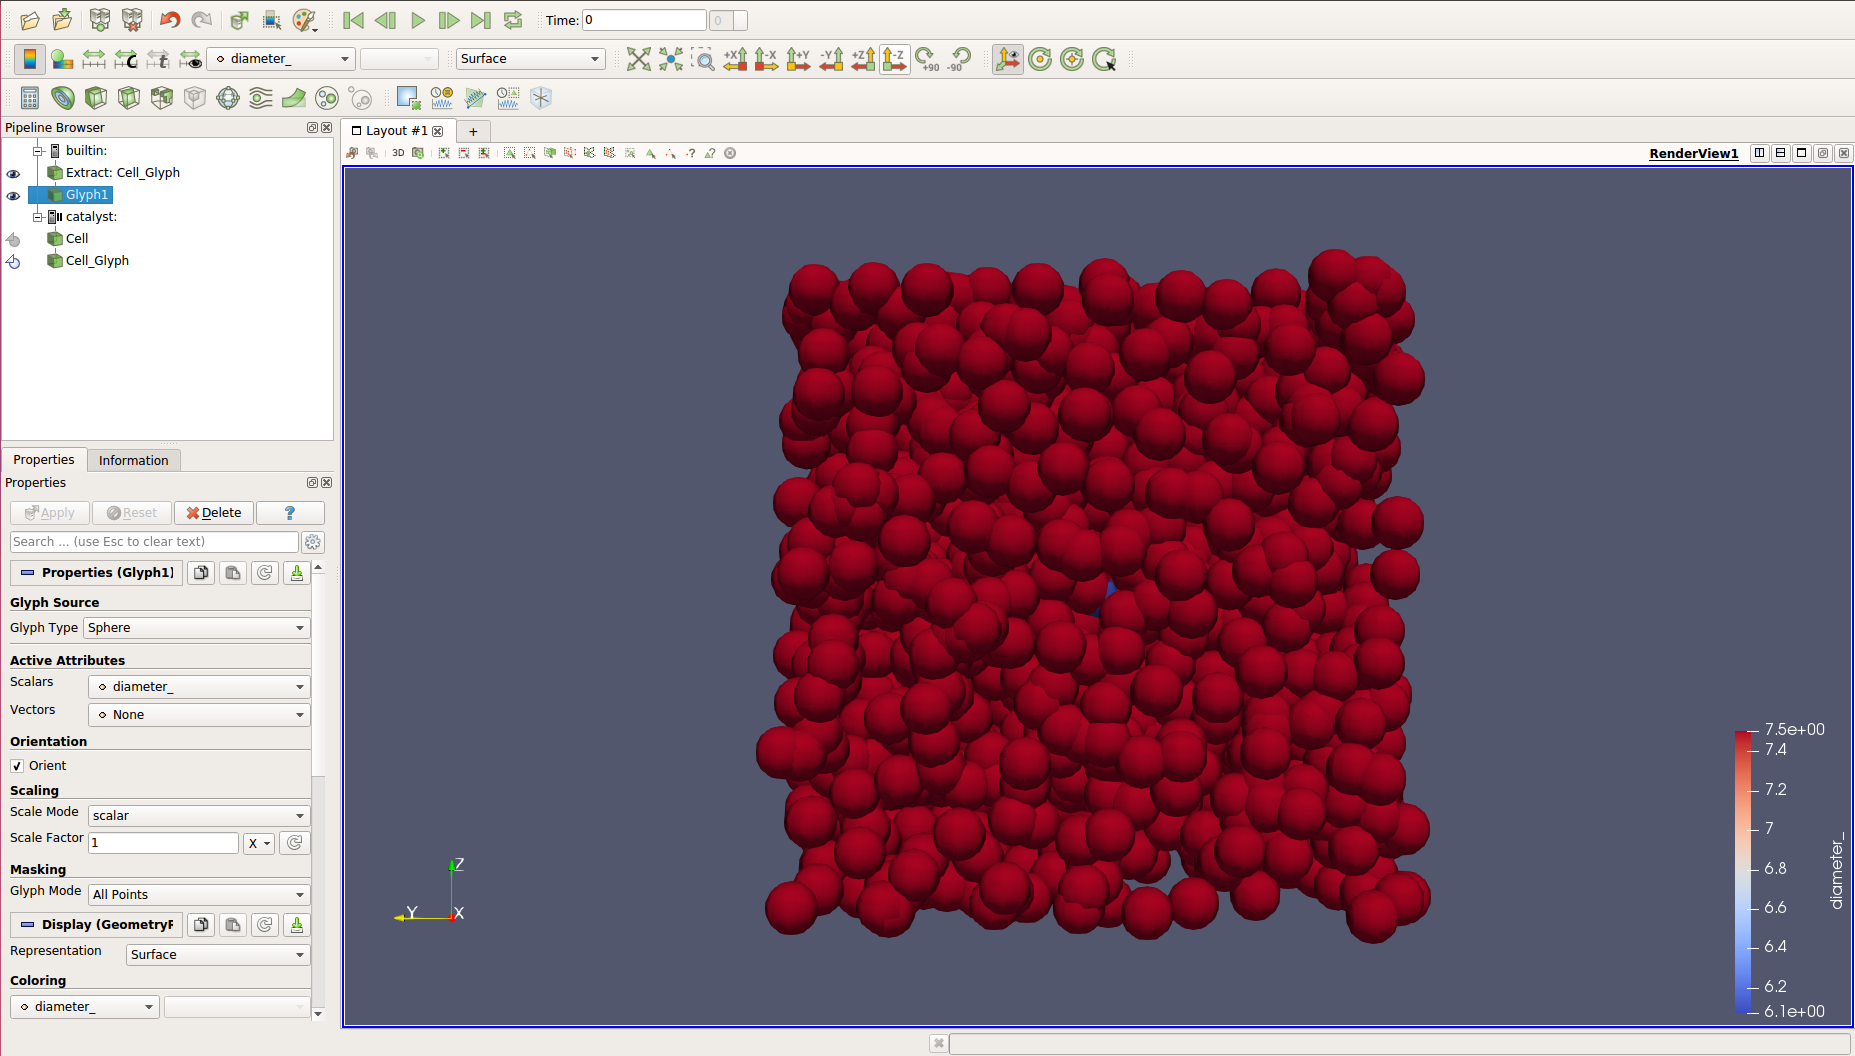 Time: 0
0
diameter_
Surface
+X
-X
+Y
-Y
+Z
-Z
+90
-90
Pipeline Browser
builtin:
Extract: Cell_Glyph
Glyph1
catalyst:
Cell
Cell_Glyph
Properties
Information
Properties
Apply
Reset
Delete
?
Search ... (use Esc to clear text)
Properties (Glyph1)
Glyph Source
Glyph Type Sphere
Active Attributes
Scalars diameter_
Vectors None
Orientation
Orient
Scaling
Scale Mode scalar
Scale Factor 1 X
Masking
Glyph Mode All Points
Display (GeometryR
Representation Surface
Coloring
diameter_
Layout #1
+
3D
RenderView1
Z
Y
X
7.5e+00
7.4
7.2
7
6.8
6.6
6.4
6.2
6.1e+00
diameter_